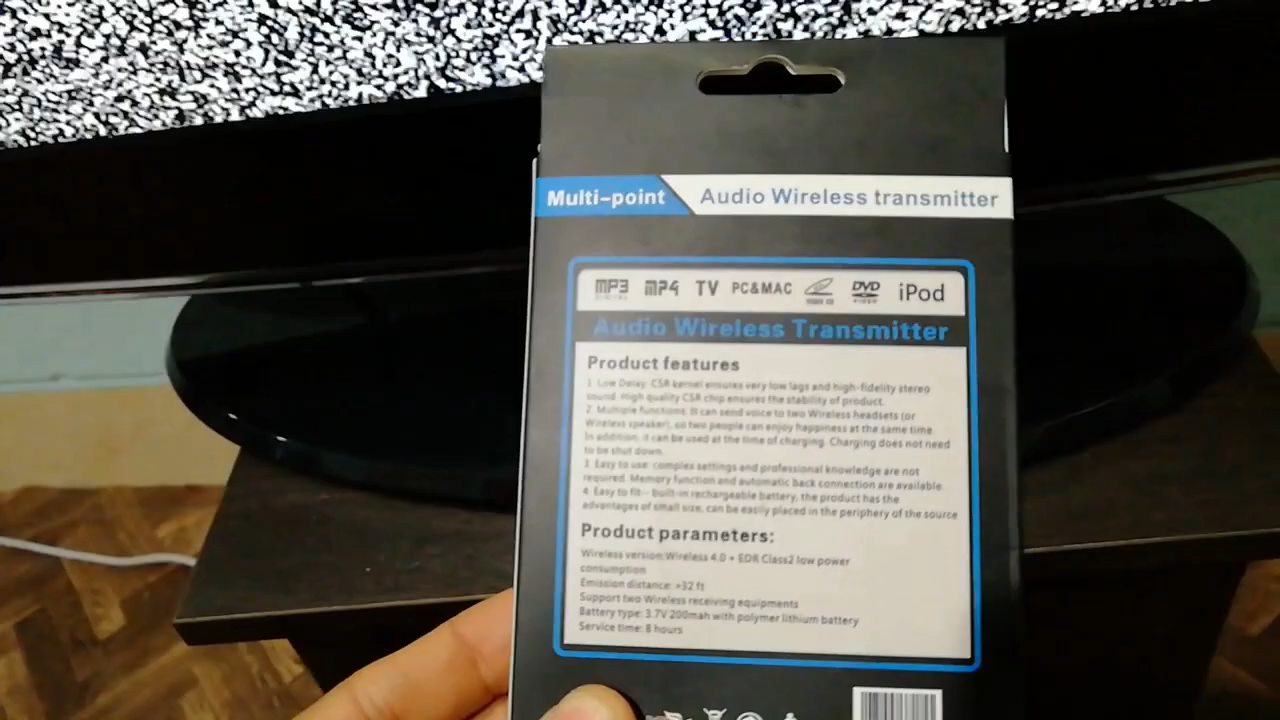 Multi-point Audio Wireless transmitter
MP3 MP4 TV PC&MAC DVD iPod
DIGITAL VIDEO CD VIDEO
Audio Wireless Transmitter
Product features
1. Low Delay: CSR kernel ensures very low lags and high-fidelity stereo
sound. High quality CSR chip ensures the stability of product.
2. Multiple functions: It can send voice to two Wireless headsets (or
Wireless speaker), so two people can enjoy happiness at the same time.
In addition, it can be used at the time of charging. Charging does not need
to be shut down.
3. Easy to use: complex settings and professional knowledge are not
required. Memory function and automatic back connection are available.
4. Easy to fit-- built-in rechargeable battery, the product has the
advantages of small size, can be easily placed in the periphery of the source
Product parameters:
Wireless version:Wireless 4.0 + EDR Class2 low power
consumption
Emission distance: +32 ft
Support two Wireless receiving equipments
Battery type: 3.7V 200mah with polymer lithium battery
Service time: 8 hours